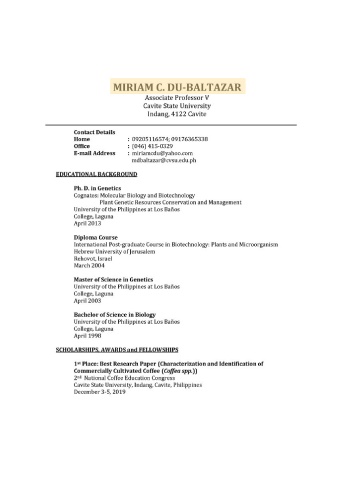 MIRIAM C. DU-BALTAZAR
Associate Professor V
Cavite State University
Indang, 4122 Cavite
Contact Details
Home : 09205116574; 09176365338
Office : (046) 415-0329
E-mail Address : miriamcdu@yahoo.com
mdbaltazar@cvsu.edu.ph
EDUCATIONAL BACKGROUND
Ph. D. in Genetics
Cognates: Molecular Biology and Biotechnology
Plant Genetic Resources Conservation and Management
University of the Philippines at Los Baños
College, Laguna
April 2013
Diploma Course
International Post-graduate Course in Biotechnology: Plants and Microorganism
Hebrew University of Jerusalem
Rehovot, Israel
March 2004
Master of Science in Genetics
University of the Philippines at Los Baños
College, Laguna
April 2003
Bachelor of Science in Biology
University of the Philippines at Los Baños
College, Laguna
April 1998
SCHOLARSHIPS, AWARDS and FELLOWSHIPS
1st Place: Best Research Paper (Characterization and Identification of
Commercially Cultivated Coffee (Coffea spp.))
2nd National Coffee Education Congress
Cavite State University, Indang, Cavite, Philippines
December 3-5, 2019